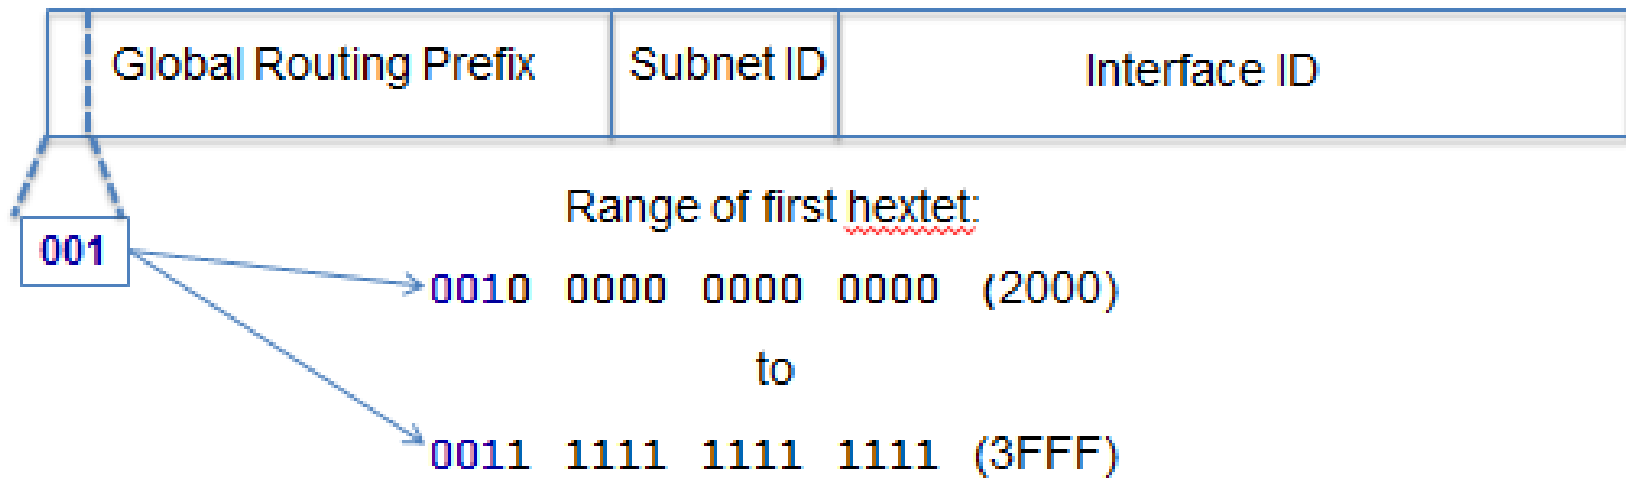 Global Routing Prefix Subnet ID Interface ID
Range of first hextet:
001
0010 0000 0000 0000 (2000)
to
0011 1111 1111 1111 (3FFF)